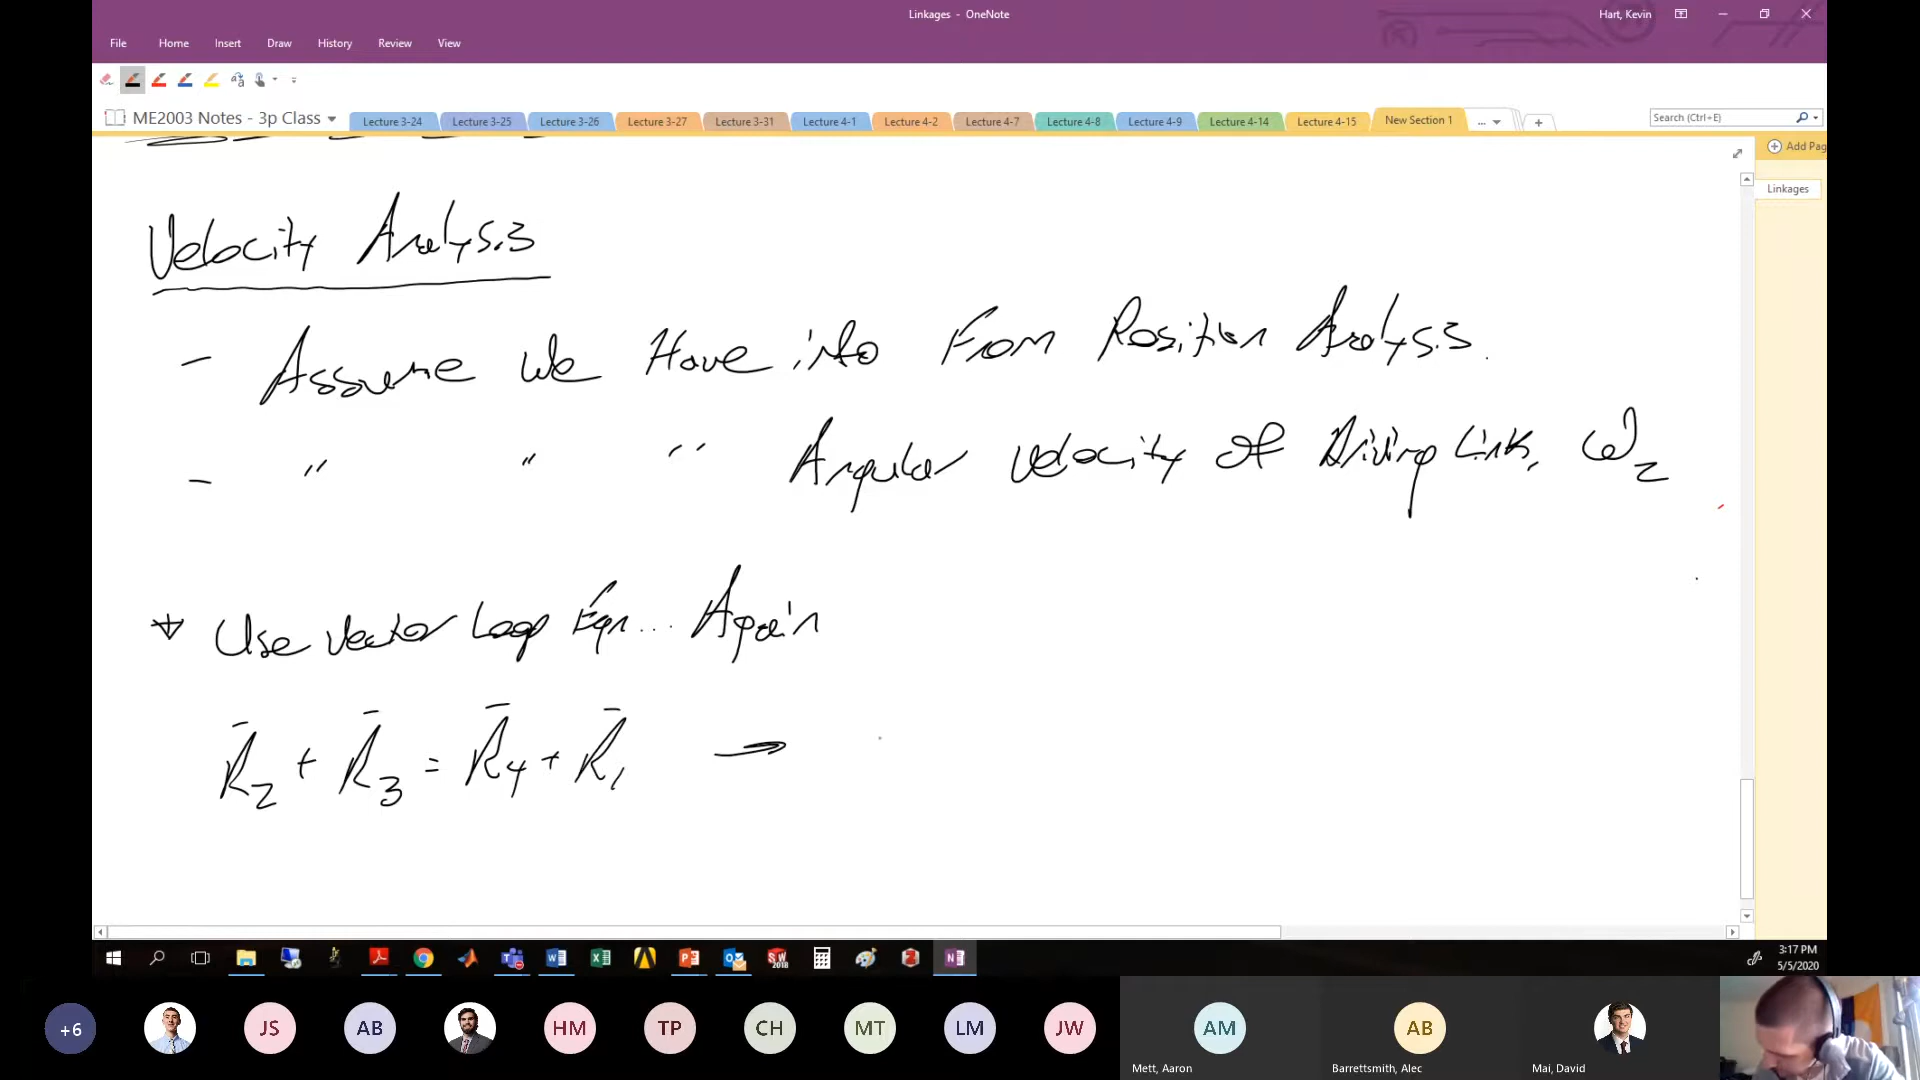 Linkages - OneNote
Hart, Kevin
File Home Insert Draw History Review View
ME2003 Notes - 3p Class
Lecture 3-24 Lecture 3-25 Lecture 3-26 Lecture 3-27 Lecture 3-31 Lecture 4-1 Lecture 4-2 Lecture 4-7 Lecture 4-8 Lecture 4-9 Lecture 4-14 Lecture 4-15 New Section 1 ...
Search (Ctrl+E)
Add Pag
Linkages
Velocity Analysis
- Assume We Have info From Position Analysis.
- " " " Angular Velocity of Driving Link, ω2
* Use Vector Loop Eqn... Again
R̄2 + R̄3 = R̄4 + R̄1 →
3:17 PM
5/5/2020
+6 JS AB HM TP CH MT LM JW AM AB
Mett, Aaron Barrettsmith, Alec Mai, David